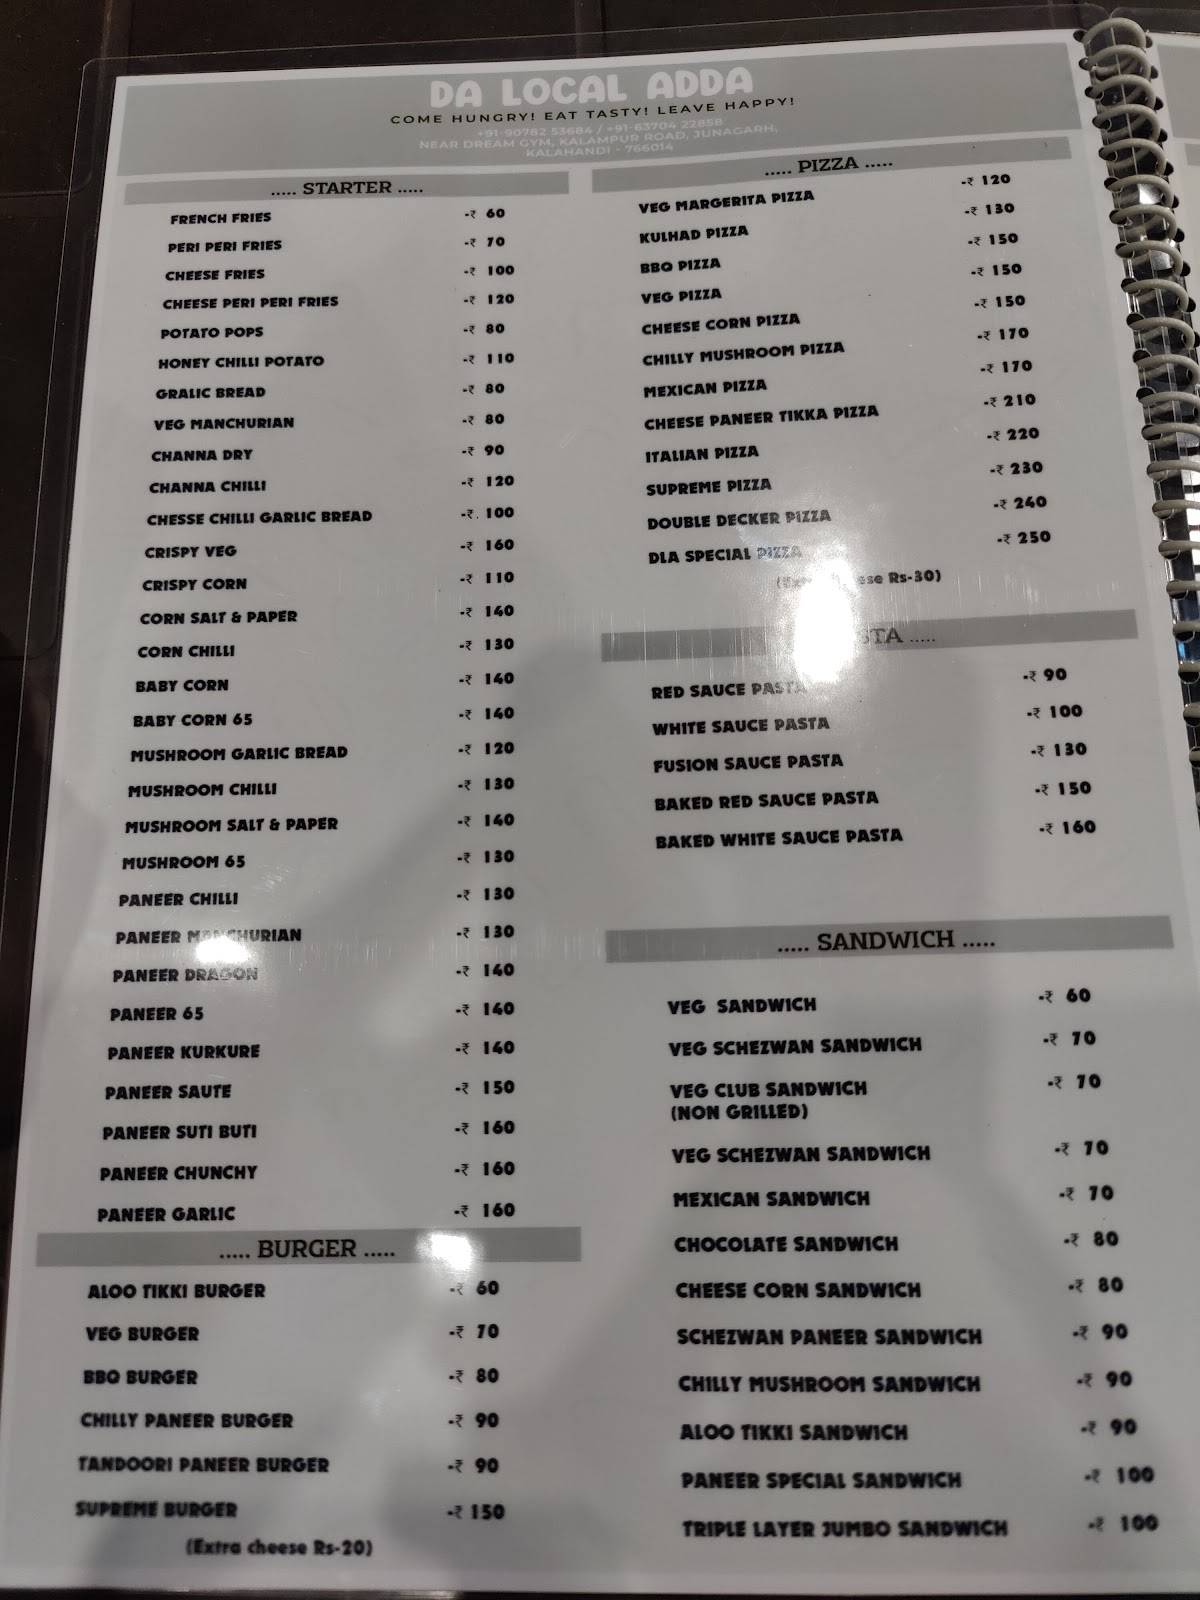 DA LOCAL ADDA
COME HUNGRY! EAT TASTY! LEAVE HAPPY!
+91-90782 53684 / +91-63704 22858
NEAR DREAM GYM, KALAMPUR ROAD, JUNAGARH,
KALAHANDI - 766014
..... STARTER .....
FRENCH FRIES -₹ 60
PERI PERI FRIES -₹ 70
CHEESE FRIES -₹ 100
CHEESE PERI PERI FRIES -₹ 120
POTATO POPS -₹ 80
HONEY CHILLI POTATO -₹ 110
GRALIC BREAD -₹ 80
VEG MANCHURIAN -₹ 80
CHANNA DRY -₹ 90
CHANNA CHILLI -₹ 120
CHESSE CHILLI GARLIC BREAD -₹. 100
CRISPY VEG -₹ 160
CRISPY CORN -₹ 110
CORN SALT & PAPER -₹ 140
CORN CHILLI -₹ 130
BABY CORN -₹ 140
BABY CORN 65 -₹ 140
MUSHROOM GARLIC BREAD -₹ 120
MUSHROOM CHILLI -₹ 130
MUSHROOM SALT & PAPER -₹ 140
MUSHROOM 65 -₹ 130
PANEER CHILLI -₹ 130
PANEER MANCHURIAN -₹ 130
PANEER DRAGON -₹ 140
PANEER 65 -₹ 140
PANEER KURKURE -₹ 140
PANEER SAUTE -₹ 150
PANEER SUTI BUTI -₹ 160
PANEER CHUNCHY -₹ 160
PANEER GARLIC -₹ 160
..... BURGER .....
ALOO TIKKI BURGER -₹ 60
VEG BURGER -₹ 70
BBQ BURGER -₹ 80
CHILLY PANEER BURGER -₹ 90
TANDOORI PANEER BURGER -₹ 90
SUPREME BURGER -₹ 150
(Extra cheese Rs-20)
..... PIZZA .....
VEG MARGERITA PIZZA -₹ 120
KULHAD PIZZA -₹ 130
BBQ PIZZA -₹ 150
VEG PIZZA -₹ 150
CHEESE CORN PIZZA -₹ 150
CHILLY MUSHROOM PIZZA -₹ 170
MEXICAN PIZZA -₹ 170
CHEESE PANEER TIKKA PIZZA -₹ 210
ITALIAN PIZZA -₹ 220
SUPREME PIZZA -₹ 230
DOUBLE DECKER PIZZA -₹ 240
DLA SPECIAL PIZZA -₹ 250
Rs-30)
.....
RED SAUCE PASTA -₹ 90
WHITE SAUCE PASTA -₹ 100
FUSION SAUCE PASTA -₹ 130
BAKED RED SAUCE PASTA -₹ 150
BAKED WHITE SAUCE PASTA -₹ 160
..... SANDWICH .....
VEG SANDWICH -₹ 60
VEG SCHEZWAN SANDWICH -₹ 70
VEG CLUB SANDWICH -₹ 70
(NON GRILLED)
VEG SCHEZWAN SANDWICH -₹ 70
MEXICAN SANDWICH -₹ 70
CHOCOLATE SANDWICH -₹ 80
CHEESE CORN SANDWICH -₹ 80
SCHEZWAN PANEER SANDWICH -₹ 90
CHILLY MUSHROOM SANDWICH -₹ 90
ALOO TIKKI SANDWICH -₹ 90
PANEER SPECIAL SANDWICH -₹ 100
TRIPLE LAYER JUMBO SANDWICH -₹ 100